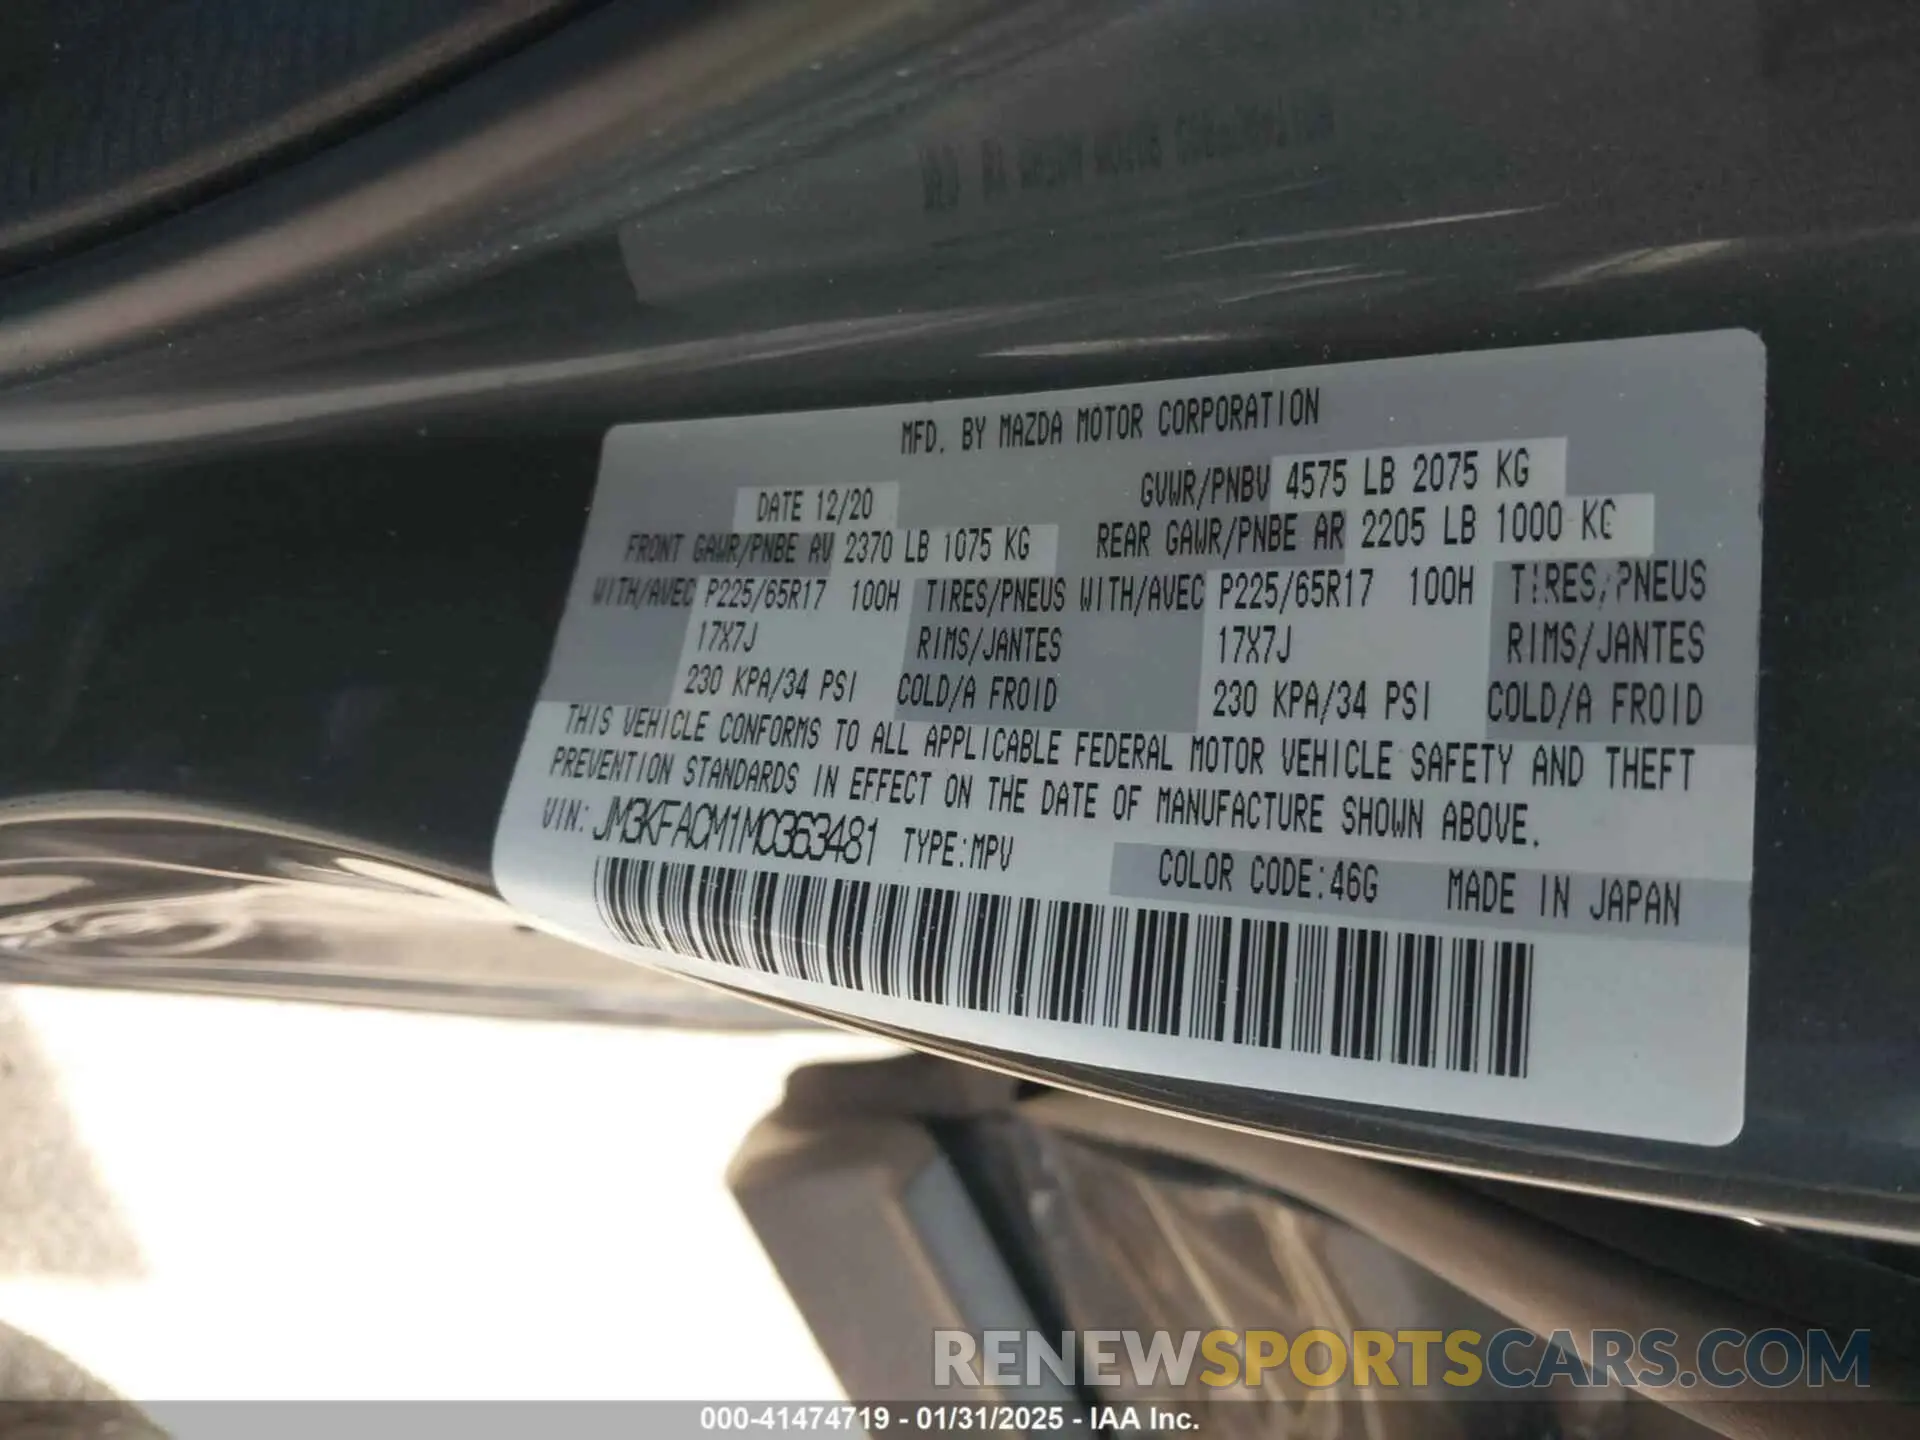 MFD. BY MAZDA MOTOR CORPORATION
DATE 12/20 GVWR/PNBV 4575 LB 2075 KG
FRONT GAWR/PNBE AV 2370 LB 1075 KG REAR GAWR/PNBE AR 2205 LB 1000 KG
WITH/AVEC P225/65R17 100H TIRES/PNEUS WITH/AVEC P225/65R17 100H TIRES/PNEUS
17X7J RIMS/JANTES 17X7J RIMS/JANTES
230 KPA/34 PSI COLD/A FROID 230 KPA/34 PSI COLD/A FROID
THIS VEHICLE CONFORMS TO ALL APPLICABLE FEDERAL MOTOR VEHICLE SAFETY AND THEFT
PREVENTION STANDARDS IN EFFECT ON THE DATE OF MANUFACTURE SHOWN ABOVE.
VIN: JM3KFACM1M0363481 TYPE:MPV
COLOR CODE:46G MADE IN JAPAN
RENEWSPORTSCARS.COM
000-41474719 - 01/31/2025 - IAA Inc.